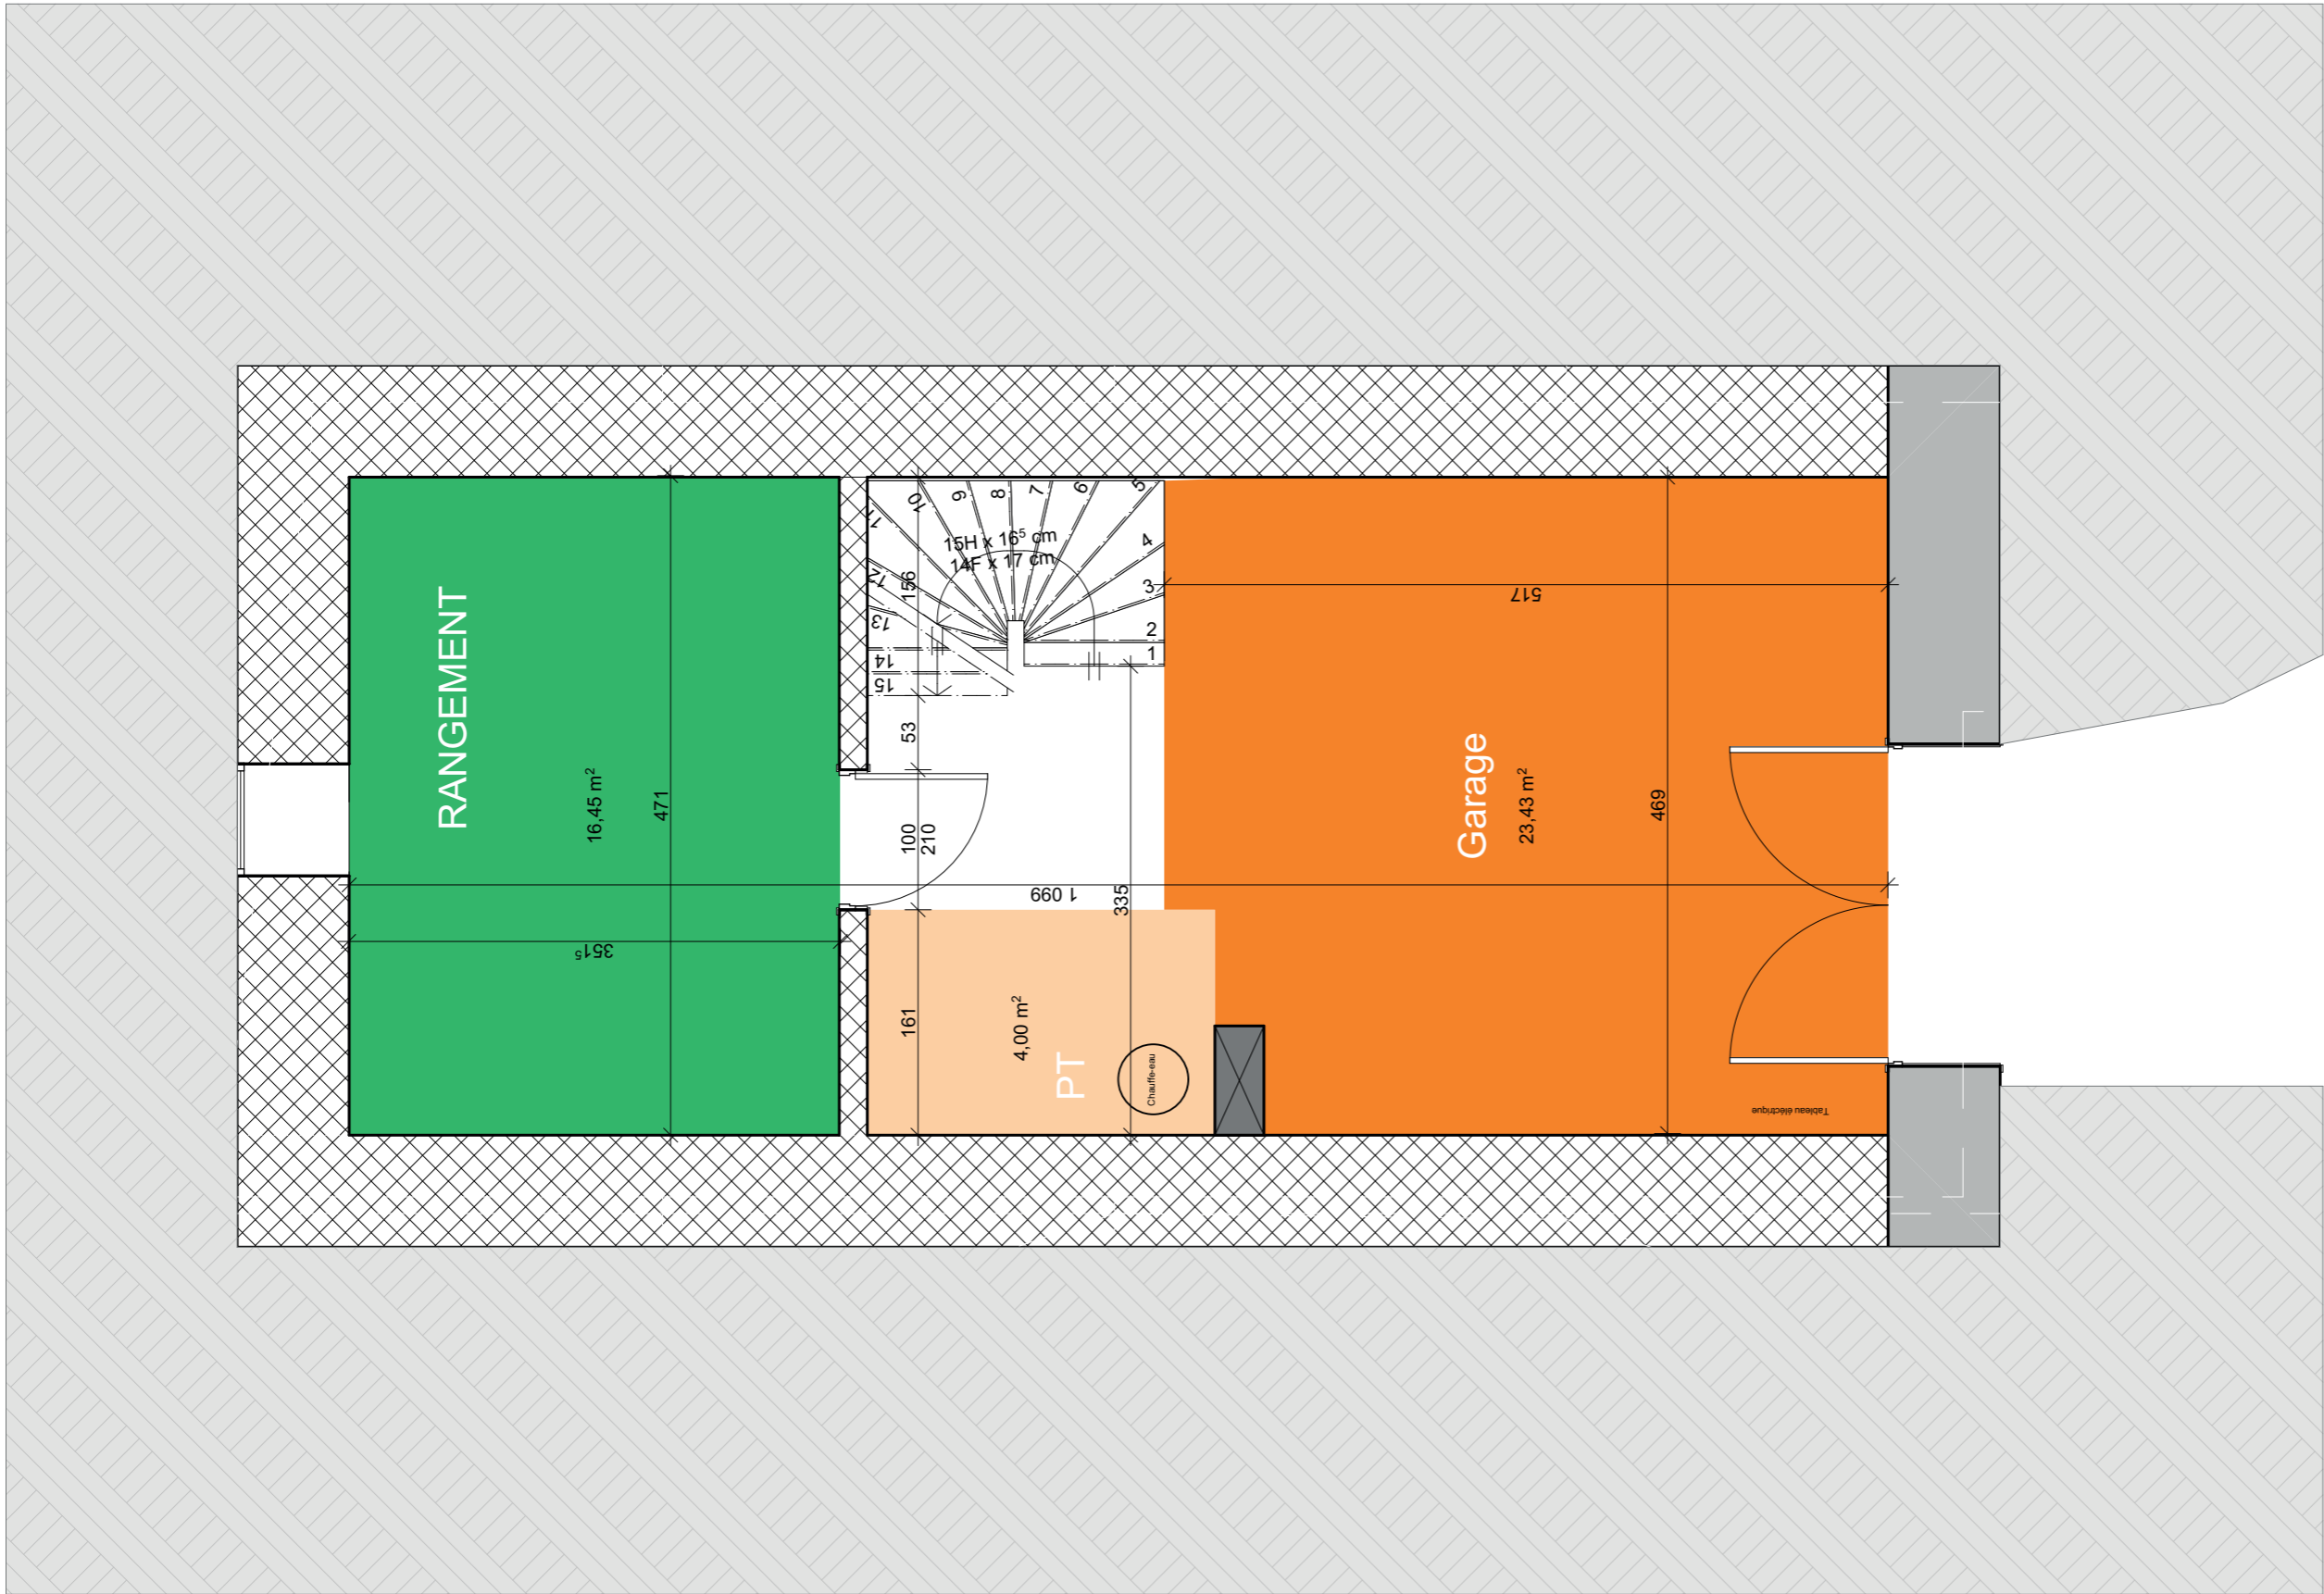 RANGEMENT
16,45 m²
471
351⁵
15H x 16⁵ cm
14F x 17 cm
1
2
3
4
5
6
7
8
9
10
11
12
13
14
15
156
53
100
210
161
1 099
335
PT
4,00 m²
Chauffe-eau
Garage
23,43 m²
517
469
Tableau éléctrique